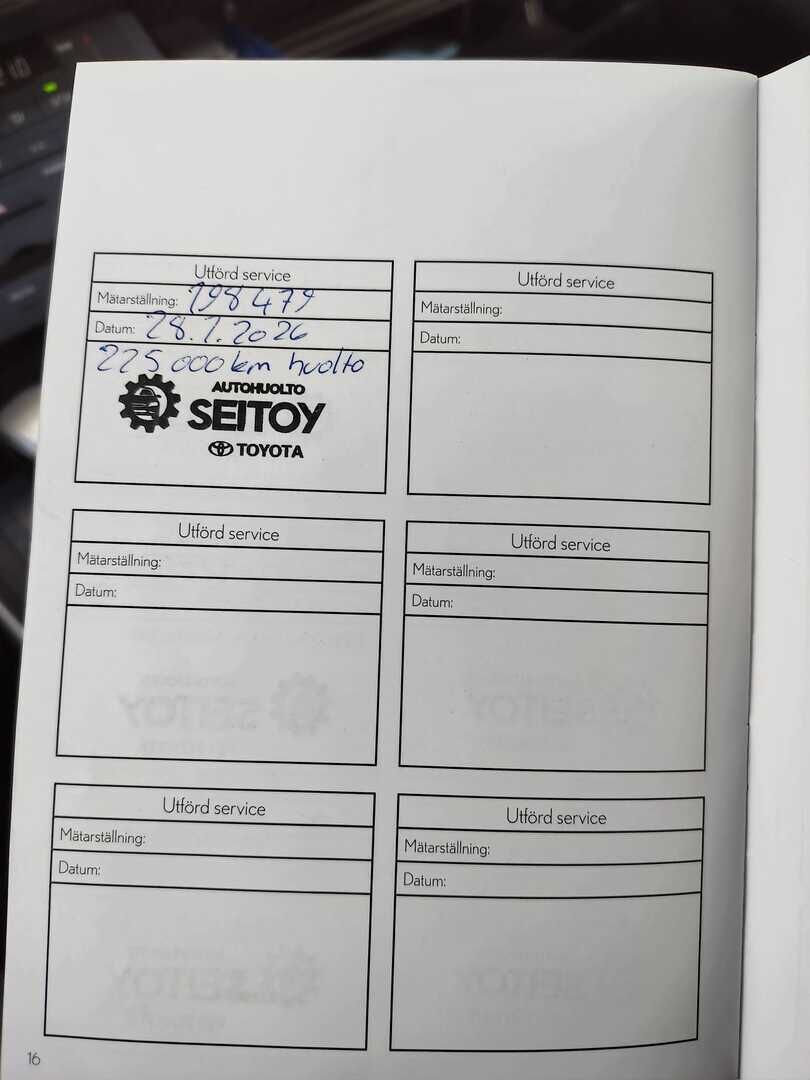 Utförd service
Mätarställning: 198 479
Datum: 28.1.2026
225 000 km huolto
AUTOHUOLTO
SEITOY
TOYOTA
Utförd service
Mätarställning:
Datum:
Utförd service
Mätarställning:
Datum:
Utförd service
Mätarställning:
Datum:
Utförd service
Mätarställning:
Datum:
Utförd service
Mätarställning:
Datum:
16